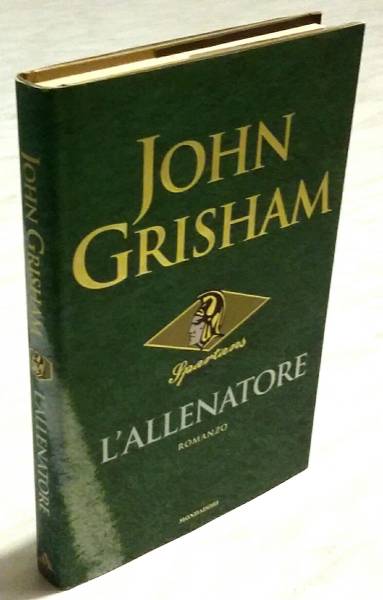 JOHN
GRISHAM
Spartans
L'ALLENATORE
ROMANZO
MONDADORI
JOHN GRISHAM
L'ALLENATORE